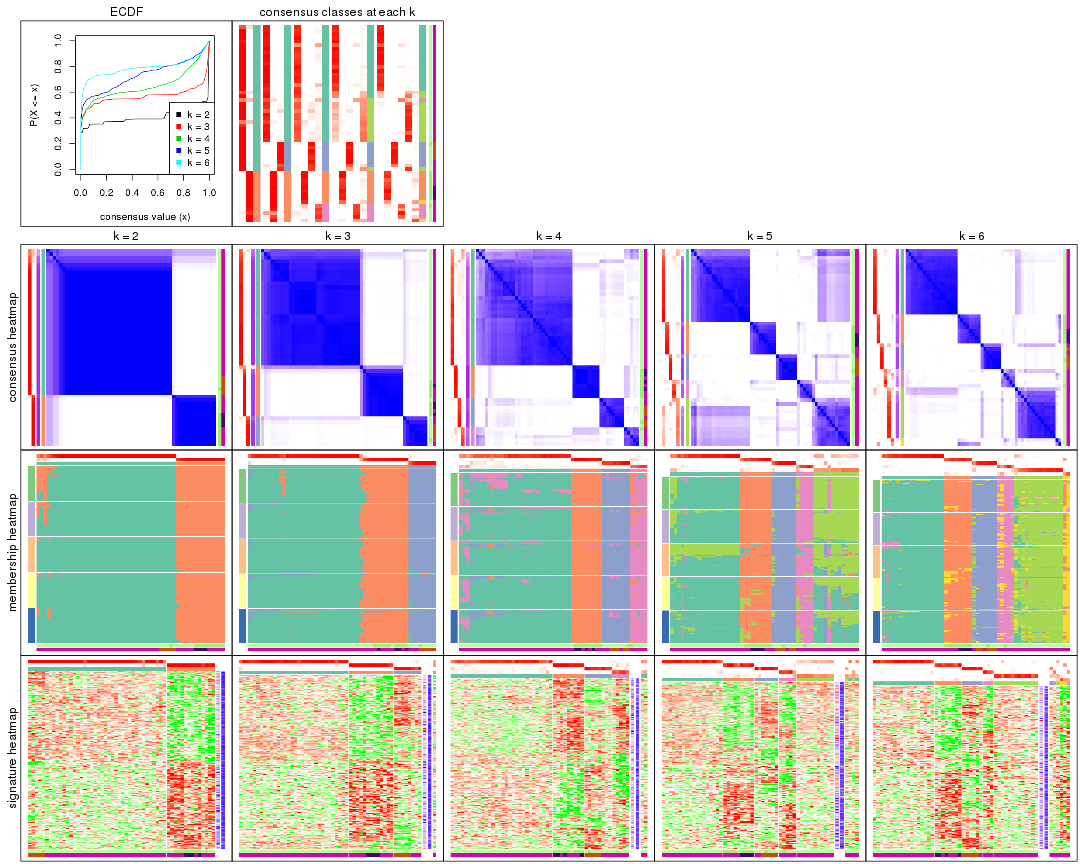 ECDF
consensus classes at each k
P(X <= x)
0.0 0.2 0.4 0.6 0.8 1.0
k = 2
k = 3
k = 4
k = 5
k = 6
0.0 0.2 0.4 0.6 0.8 1.0
consensus value (x)
k = 2 k = 3 k = 4 k = 5 k = 6
consensus heatmap
membership heatmap
signature heatmap